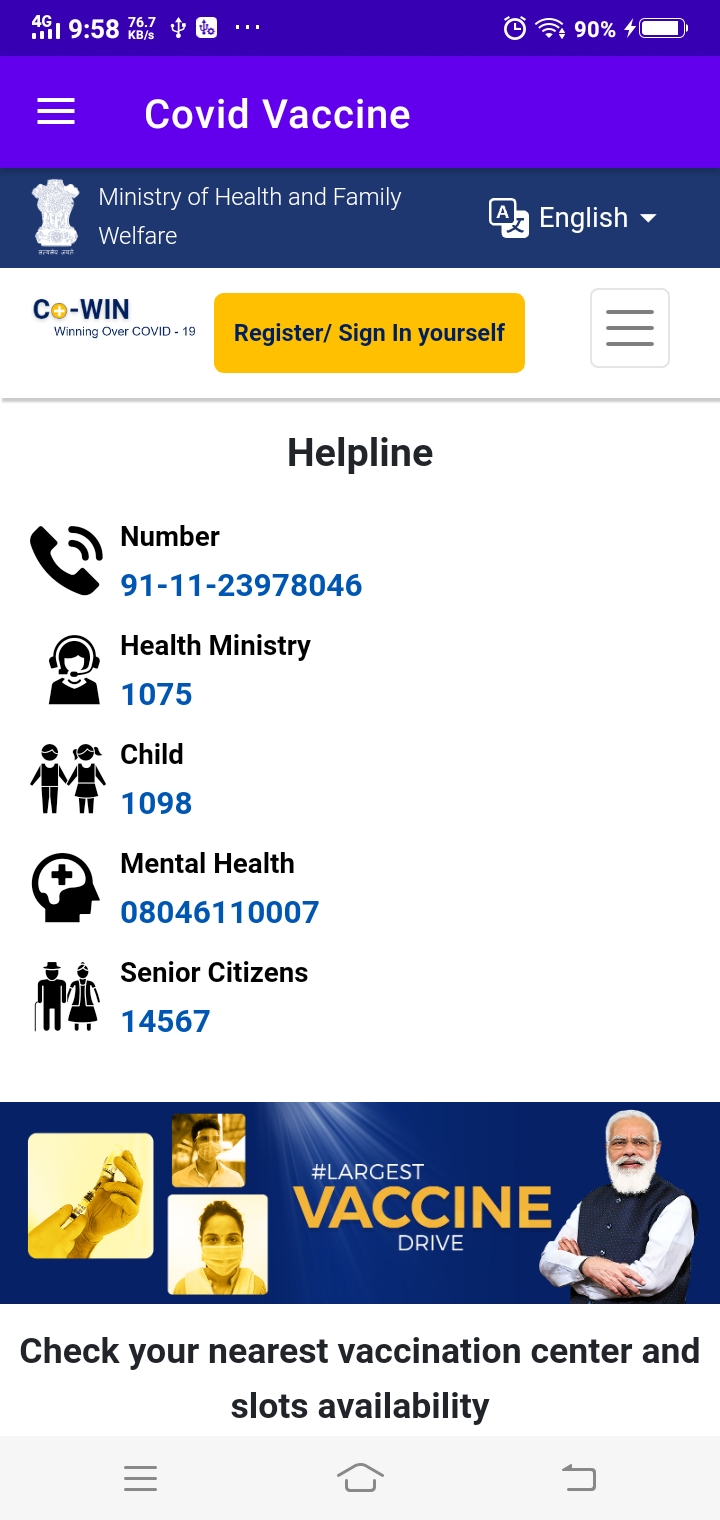 4G 9:58 76.7 KB/s ... 90%
Covid Vaccine
Ministry of Health and Family
Welfare
English
Co-WIN
Winning Over COVID - 19
Register/ Sign In yourself
Helpline
Number
91-11-23978046
Health Ministry
1075
Child
1098
Mental Health
08046110007
Senior Citizens
14567
#LARGEST
VACCINE
DRIVE
Check your nearest vaccination center and
slots availability